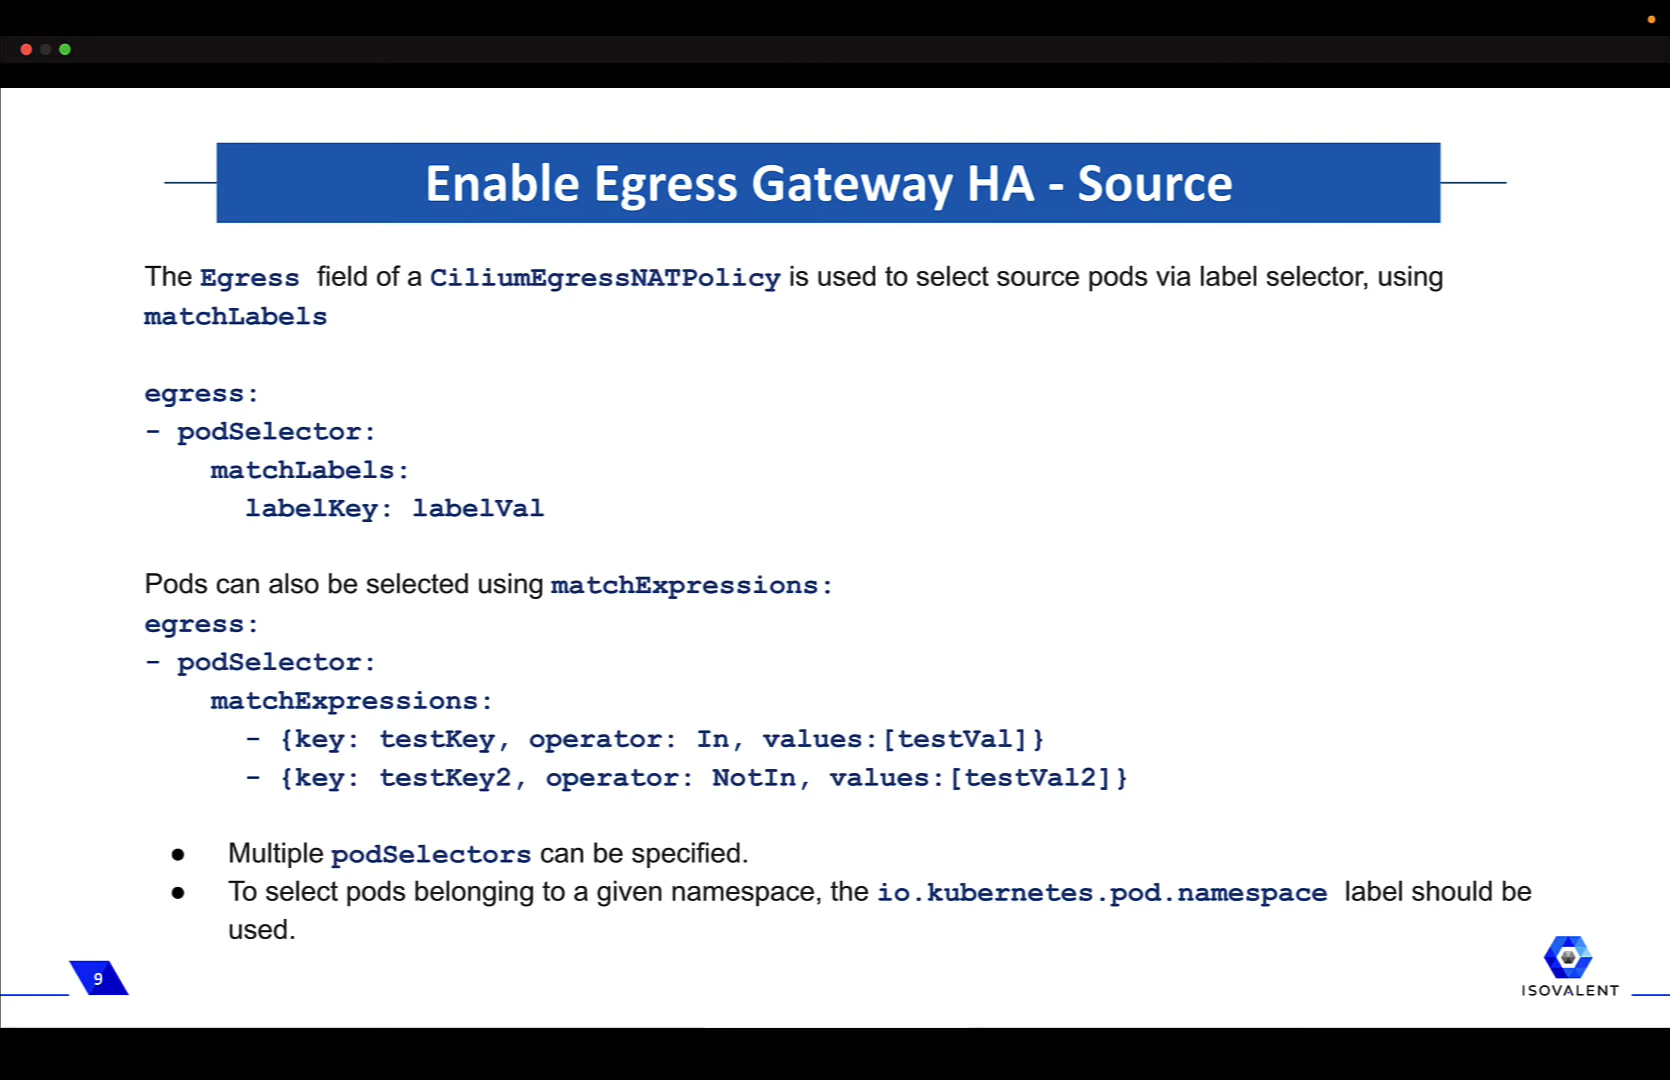 Enable Egress Gateway HA - Source
The Egress field of a CiliumEgressNATPolicy is used to select source pods via label selector, using
matchLabels
egress:
- podSelector:
    matchLabels:
      labelKey: labelVal
Pods can also be selected using matchExpressions:
egress:
- podSelector:
    matchExpressions:
      - {key: testKey, operator: In, values:[testVal]}
      - {key: testKey2, operator: NotIn, values:[testVal2]}
● Multiple podSelectors can be specified.
● To select pods belonging to a given namespace, the io.kubernetes.pod.namespace label should be
used.
9
ISOVALENT